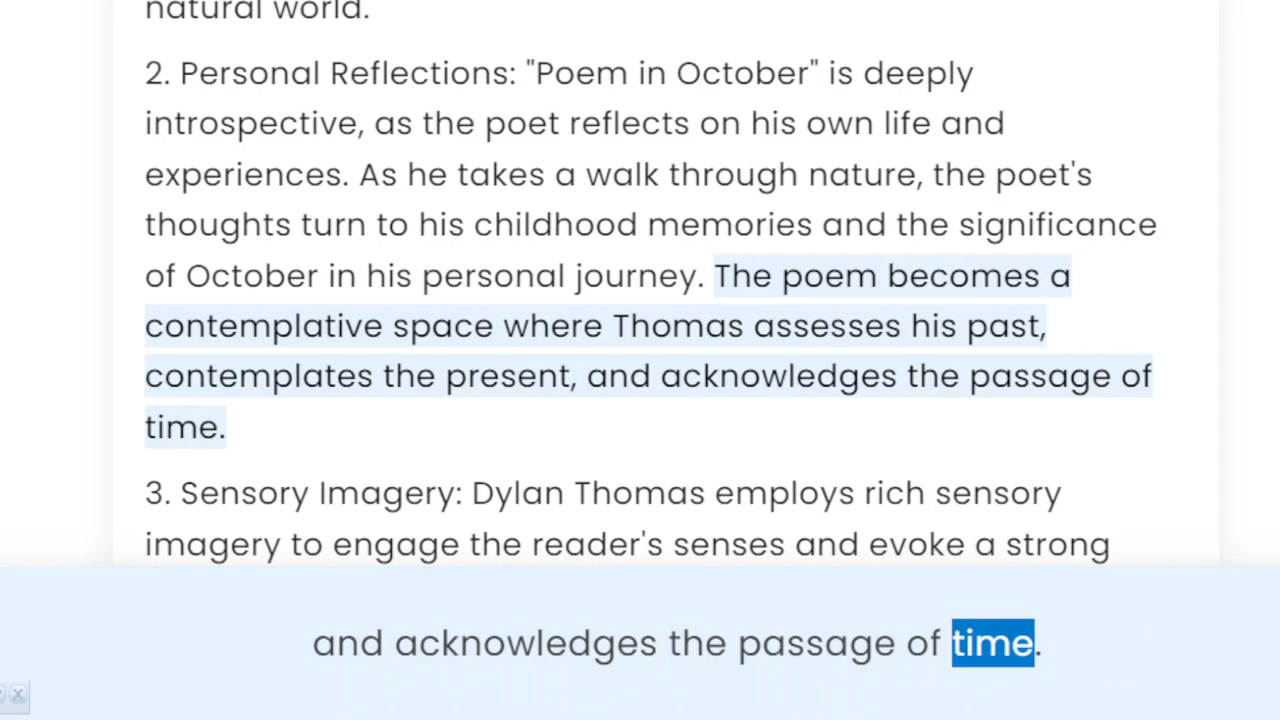 natural world.
2. Personal Reflections: "Poem in October" is deeply
introspective, as the poet reflects on his own life and
experiences. As he takes a walk through nature, the poet's
thoughts turn to his childhood memories and the significance
of October in his personal journey. The poem becomes a
contemplative space where Thomas assesses his past,
contemplates the present, and acknowledges the passage of
time.
3. Sensory Imagery: Dylan Thomas employs rich sensory
imagery to engage the reader's senses and evoke a strong
and acknowledges the passage of time.